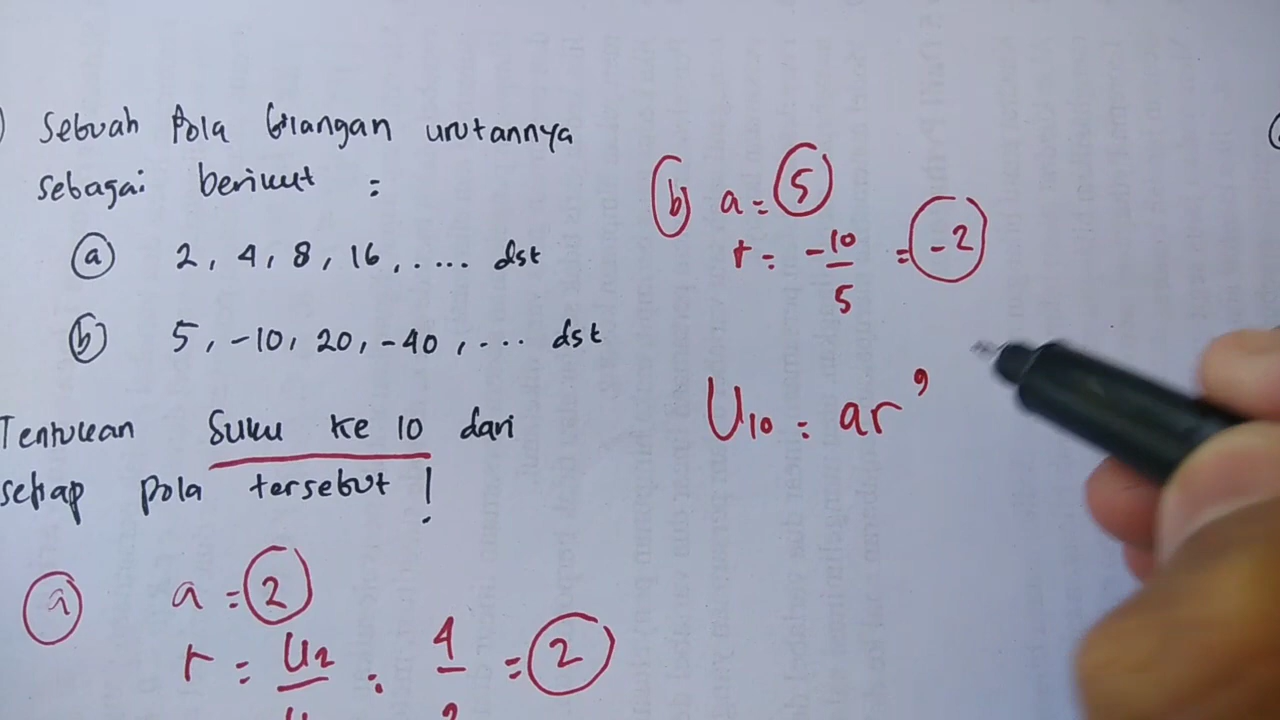 Sebuah Pola bilangan urutannya
sebagai berikut :
(a) 2, 4, 8, 16, ..... dst
(b) 5, -10, 20, -40, .... dst
Tentukan Suku ke 10 dari
setiap pola tersebut !
(a) a = 2
r = U2 : 4 = 2
(b) a = 5
r = -10/5 = -2
U10 = ar⁹